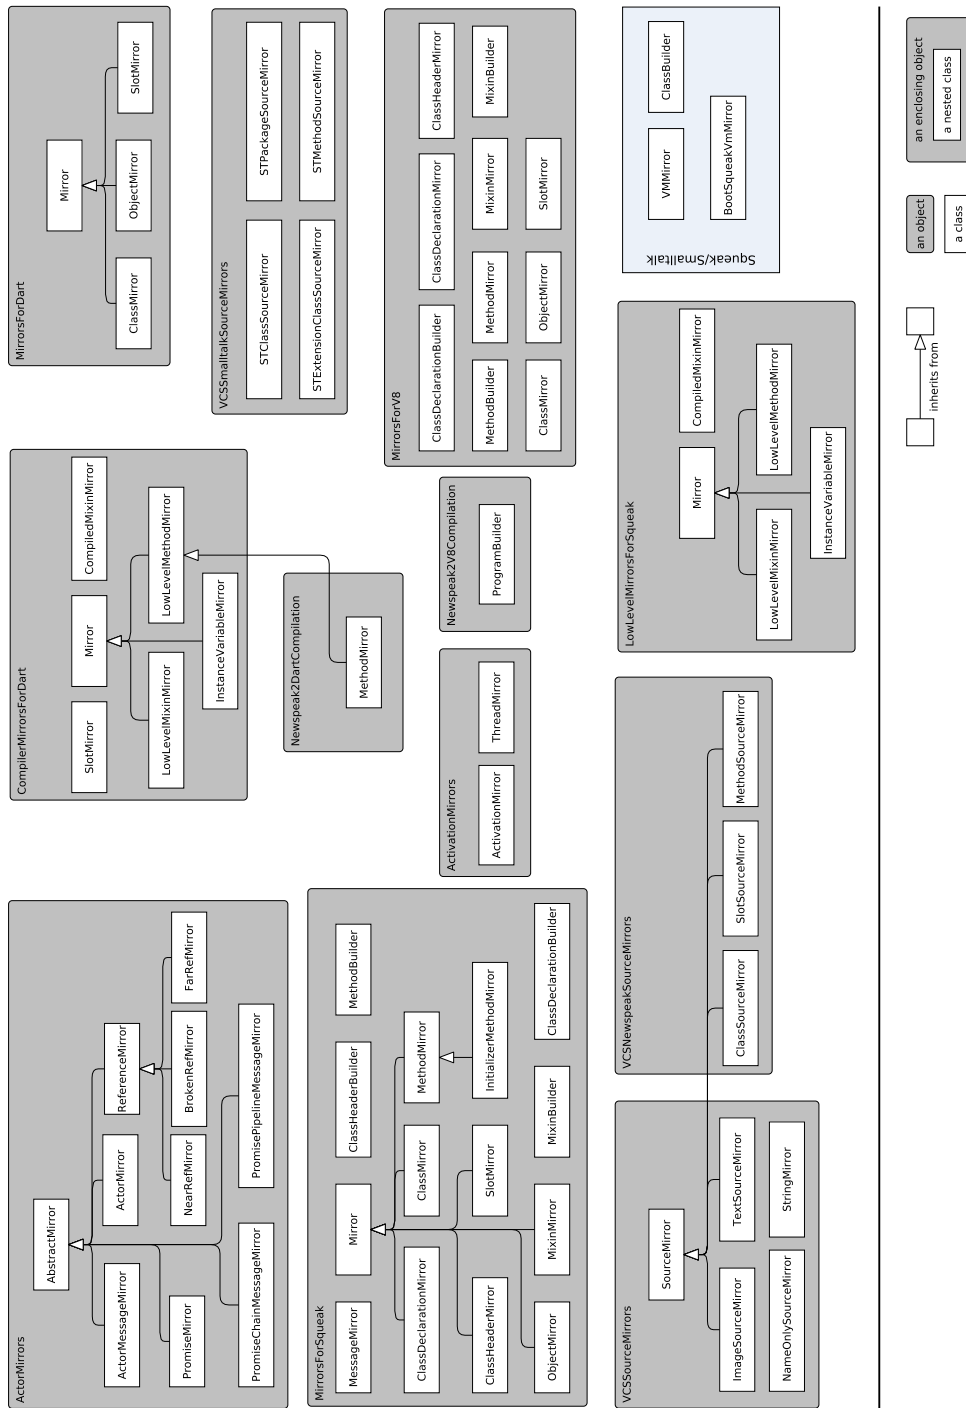 ActorMirrors
AbstractMirror
ActorMessageMirror
ActorMirror
ReferenceMirror
PromiseMirror
NearRefMirror
BrokenRefMirror
FarRefMirror
PromiseChainMessageMirror
PromisePipelineMessageMirror
CompilerMirrorsForDart
SlotMirror
Mirror
CompiledMixinMirror
LowLevelMixinMirror
LowLevelMethodMirror
InstanceVariableMirror
MirrorsForDart
Mirror
ClassMirror
ObjectMirror
SlotMirror
VCSSmalltalkSourceMirrors
STClassSourceMirror
STPackageSourceMirror
STExtensionClassSourceMirror
STMethodSourceMirror
Newspeak2DartCompilation
MethodMirror
MirrorsForSqueak
MessageMirror
Mirror
ClassHeaderBuilder
MethodBuilder
ClassDeclarationMirror
ClassMirror
MethodMirror
ClassHeaderMirror
SlotMirror
InitializerMethodMirror
ObjectMirror
MixinMirror
MixinBuilder
ClassDeclarationBuilder
ActivationMirrors
ActivationMirror
ThreadMirror
Newspeak2V8Compilation
ProgramBuilder
MirrorsForV8
ClassDeclarationBuilder
ClassDeclarationMirror
ClassHeaderMirror
MethodBuilder
MethodMirror
MixinMirror
MixinBuilder
ClassMirror
ObjectMirror
SlotMirror
VCSSourceMirrors
SourceMirror
ImageSourceMirror
TextSourceMirror
NameOnlySourceMirror
StringMirror
VCSNewspeakSourceMirrors
ClassSourceMirror
SlotSourceMirror
MethodSourceMirror
LowLevelMirrorsForSqueak
Mirror
CompiledMixinMirror
LowLevelMixinMirror
LowLevelMethodMirror
InstanceVariableMirror
Squeak/Smalltalk
VMMirror
ClassBuilder
BootSqueakVmMirror
inherits from
an object
a class
an enclosing object
a nested class